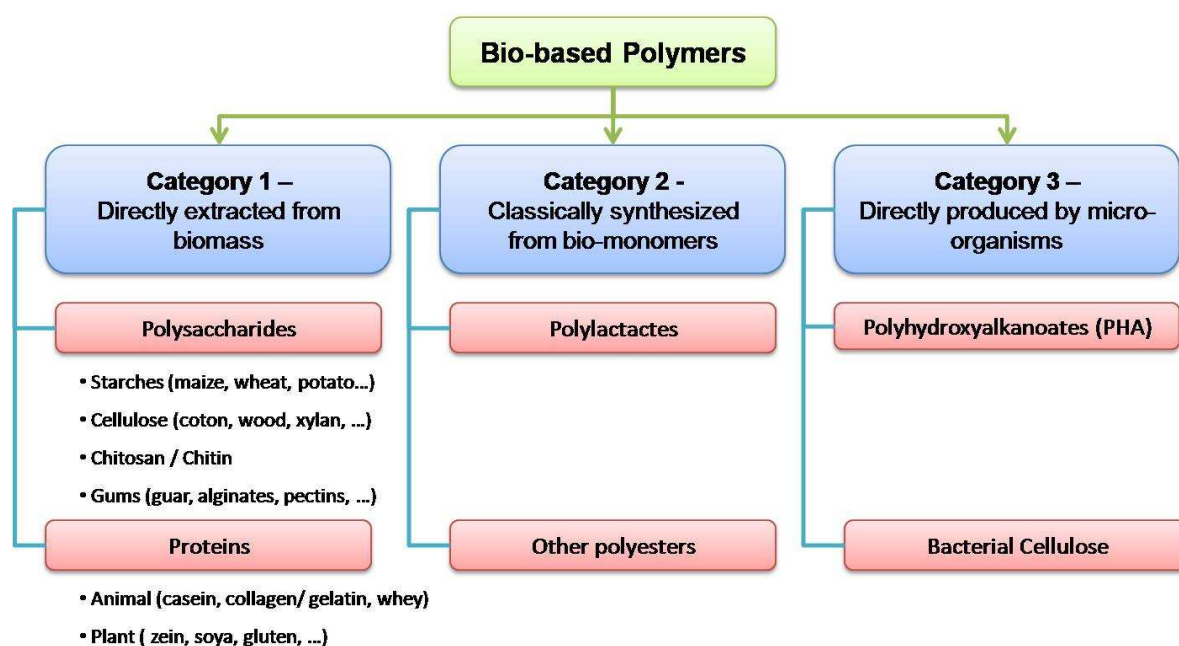 Bio-based Polymers
Category 1 –
Directly extracted from
biomass
Polysaccharides
• Starches (maize, wheat, potato...)
• Cellulose (coton, wood, xylan, ...)
• Chitosan / Chitin
• Gums (guar, alginates, pectins, ...)
Proteins
• Animal (casein, collagen/ gelatin, whey)
• Plant ( zein, soya, gluten, ...)
Category 2 -
Classically synthesized
from bio-monomers
Polylactactes
Other polyesters
Category 3 –
Directly produced by micro-
organisms
Polyhydroxyalkanoates (PHA)
Bacterial Cellulose